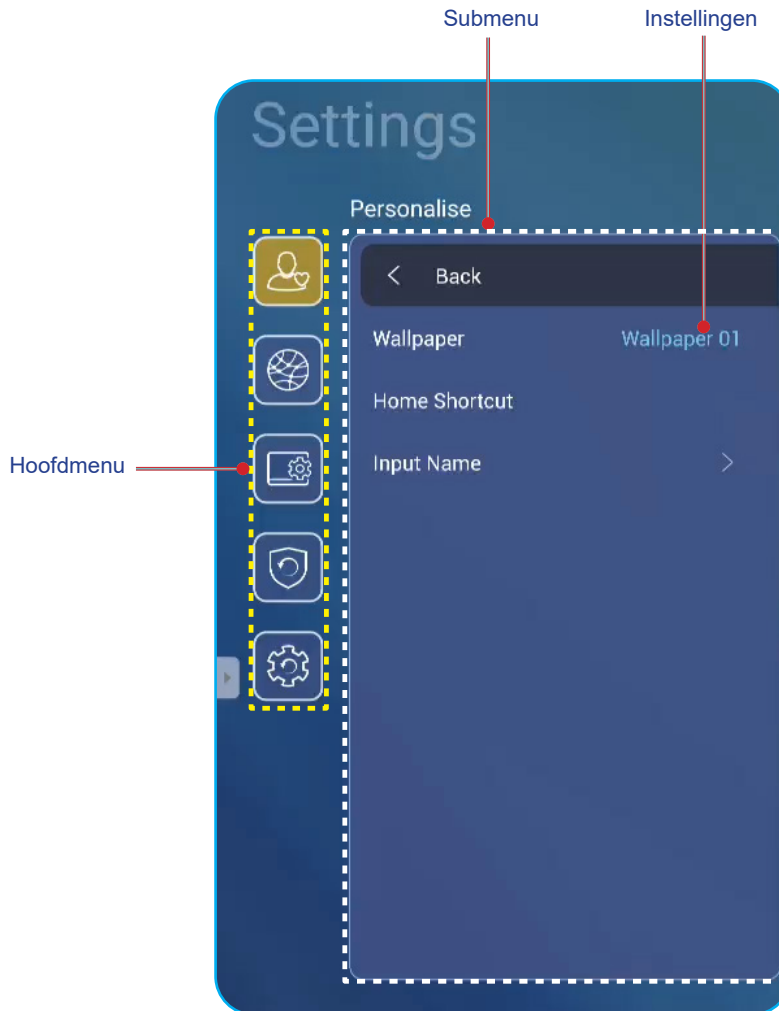 Submenu Instellingen
Settings
Personalise
Back
Wallpaper Wallpaper 01
Home Shortcut
Hoofdmenu
Input Name